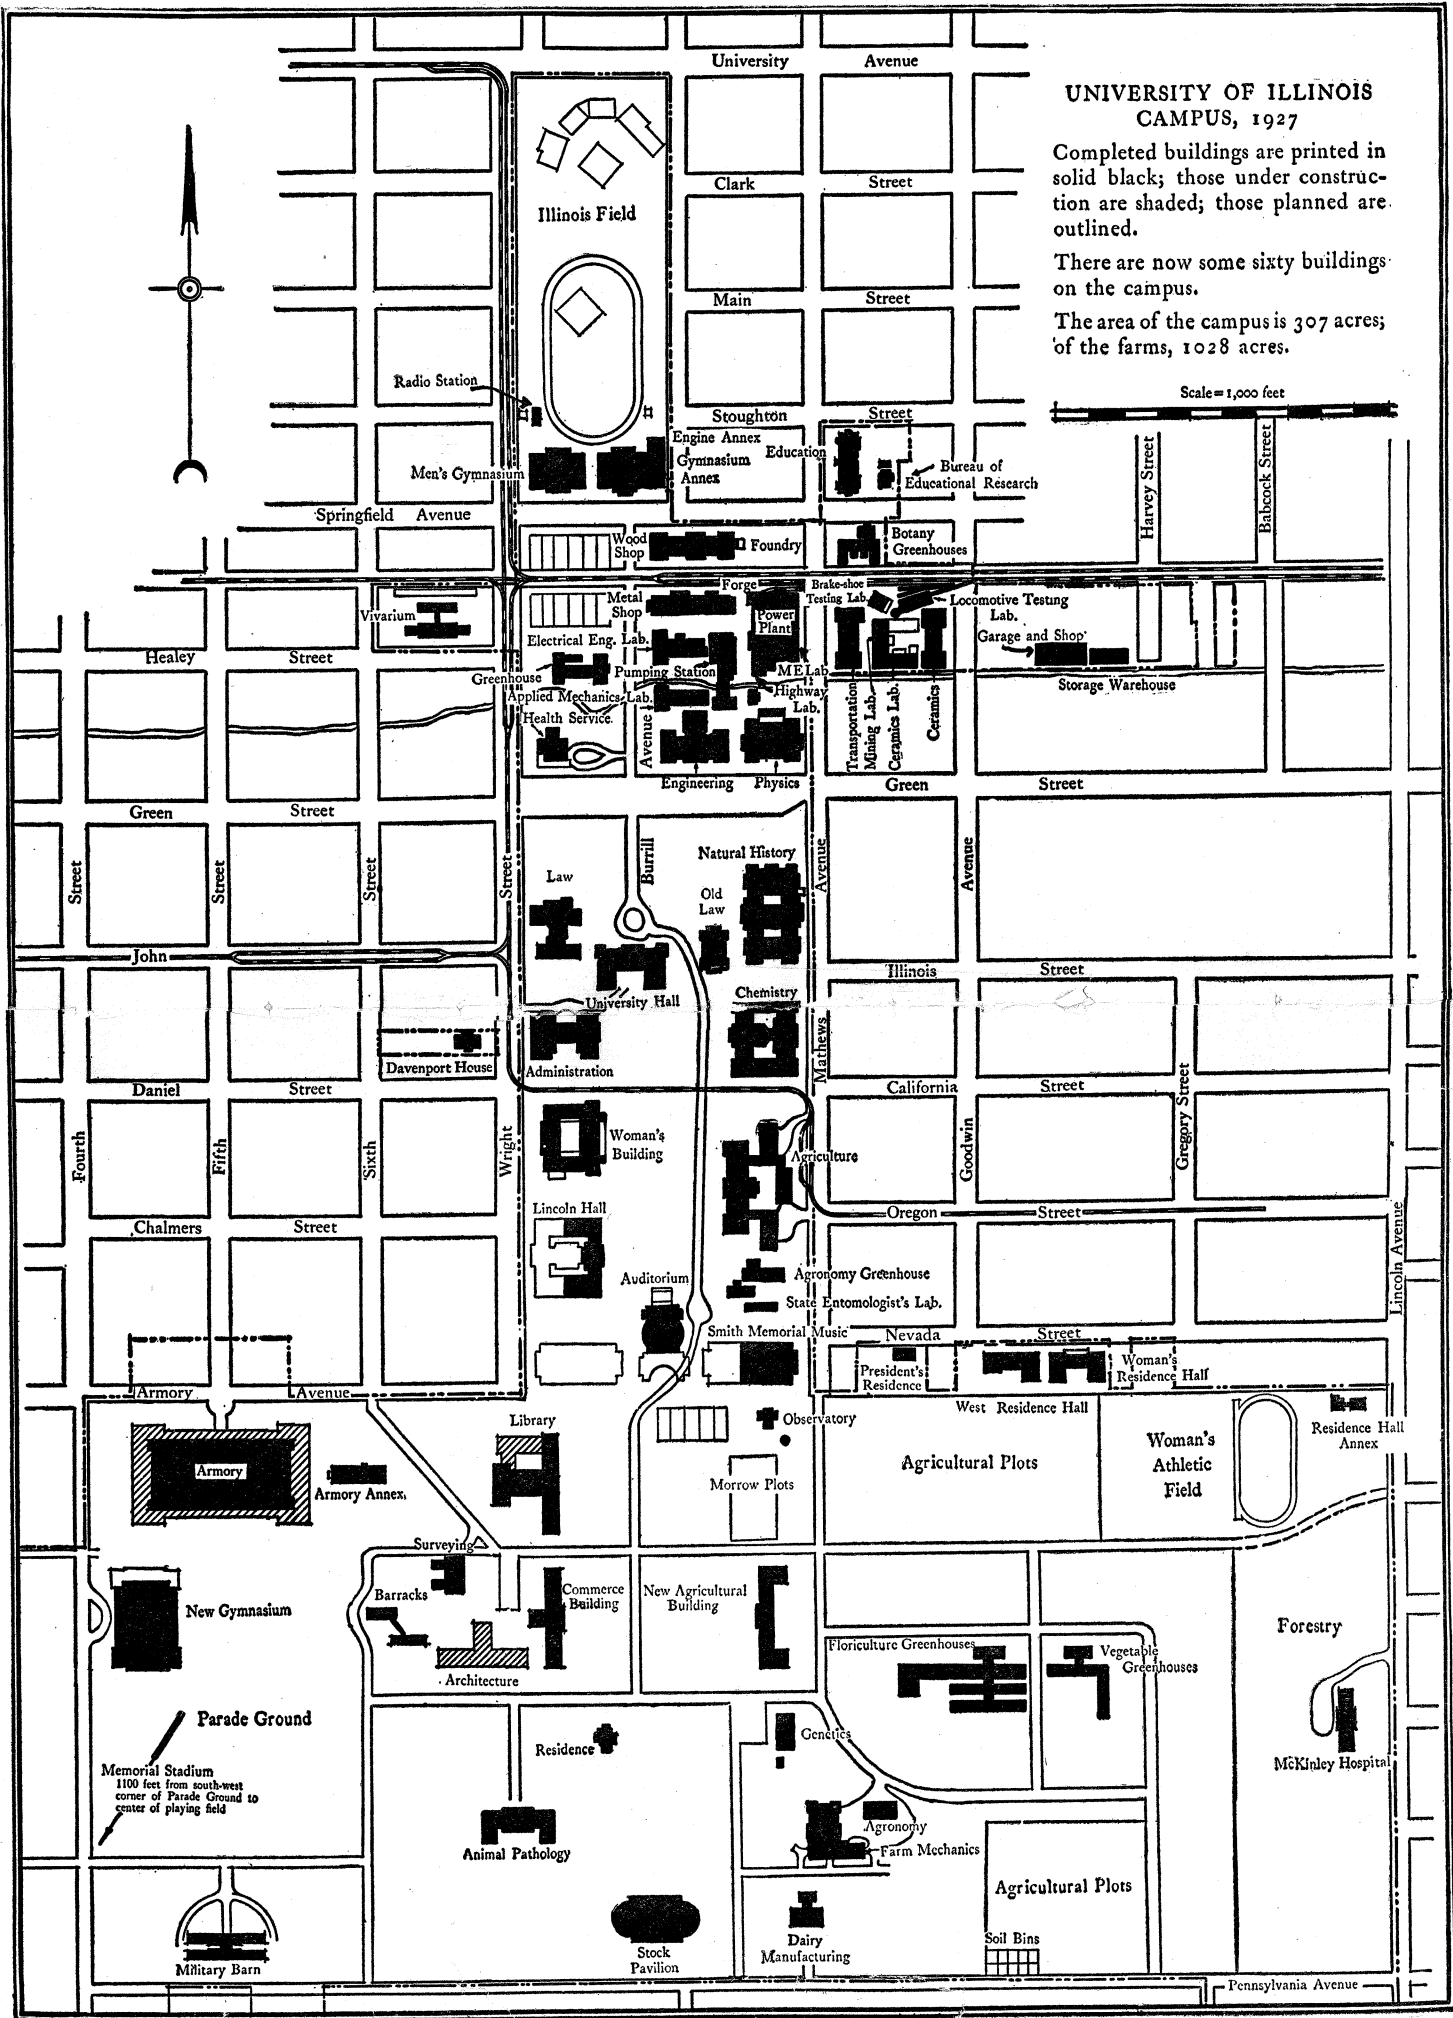 University Avenue
UNIVERSITY OF ILLINOIS
CAMPUS, 1927
Completed buildings are printed in
solid black; those under construc-
tion are shaded; those planned are
outlined.
There are now some sixty buildings
on the campus.
The area of the campus is 307 acres;
of the farms, 1028 acres.
Scale = 1,000 feet
Clark Street
Illinois Field
Main Street
Radio Station
Stoughton Street
Engine Annex
Men's Gymnasium
Gymnasium
Annex
Education
Bureau of
Educational Research
Harvey Street
Babcock Street
Springfield Avenue
Wood
Shop
Foundry
Botany
Greenhouses
Forge
Brake-shoe
Testing Lab.
Metal
Shop
Power
Plant
Locomotive Testing
Lab.
Vivarium
Garage and Shop
Electrical Eng. Lab.
Healey Street
Greenhouse
Pumping Station
M E Lab.
Storage Warehouse
Applied Mechanics Lab.
Highway
Lab.
Health Service
Avenue
Transportation
Mining Lab.
Ceramics Lab.
Ceramics
Engineering
Physics
Green Street
Green Street
Street
Street
Street
Street
Burrill
Avenue
Avenue
Law
Natural History
Old
Law
John
Illinois Street
University Hall
Chemistry
Mathews
Davenport House
Administration
Daniel Street
California Street
Fourth
Fifth
Sixth
Wright
Goodwin
Gregory Street
Woman's
Building
Agriculture
Chalmers Street
Lincoln Hall
Oregon Street
Lincoln Avenue
Auditorium
Agronomy Greenhouse
State Entomologist's Lab.
Smith Memorial Music
Nevada Street
President's
Residence
Woman's
Residence Hall
Armory Avenue
West Residence Hall
Library
Observatory
Residence Hall
Annex
Woman's
Athletic
Field
Agricultural Plots
Armory
Armory Annex
Morrow Plots
Surveying
Barracks
Commerce
Building
New Agricultural
Building
New Gymnasium
Forestry
Floriculture Greenhouses
Vegetable
Greenhouses
Architecture
Parade Ground
Genetics
Residence
McKinley Hospital
Memorial Stadium
1100 feet from south-west
corner of Parade Ground to
center of playing field
Agronomy
Animal Pathology
Farm Mechanics
Agricultural Plots
Soil Bins
Dairy
Manufacturing
Stock
Pavilion
Military Barn
Pennsylvania Avenue